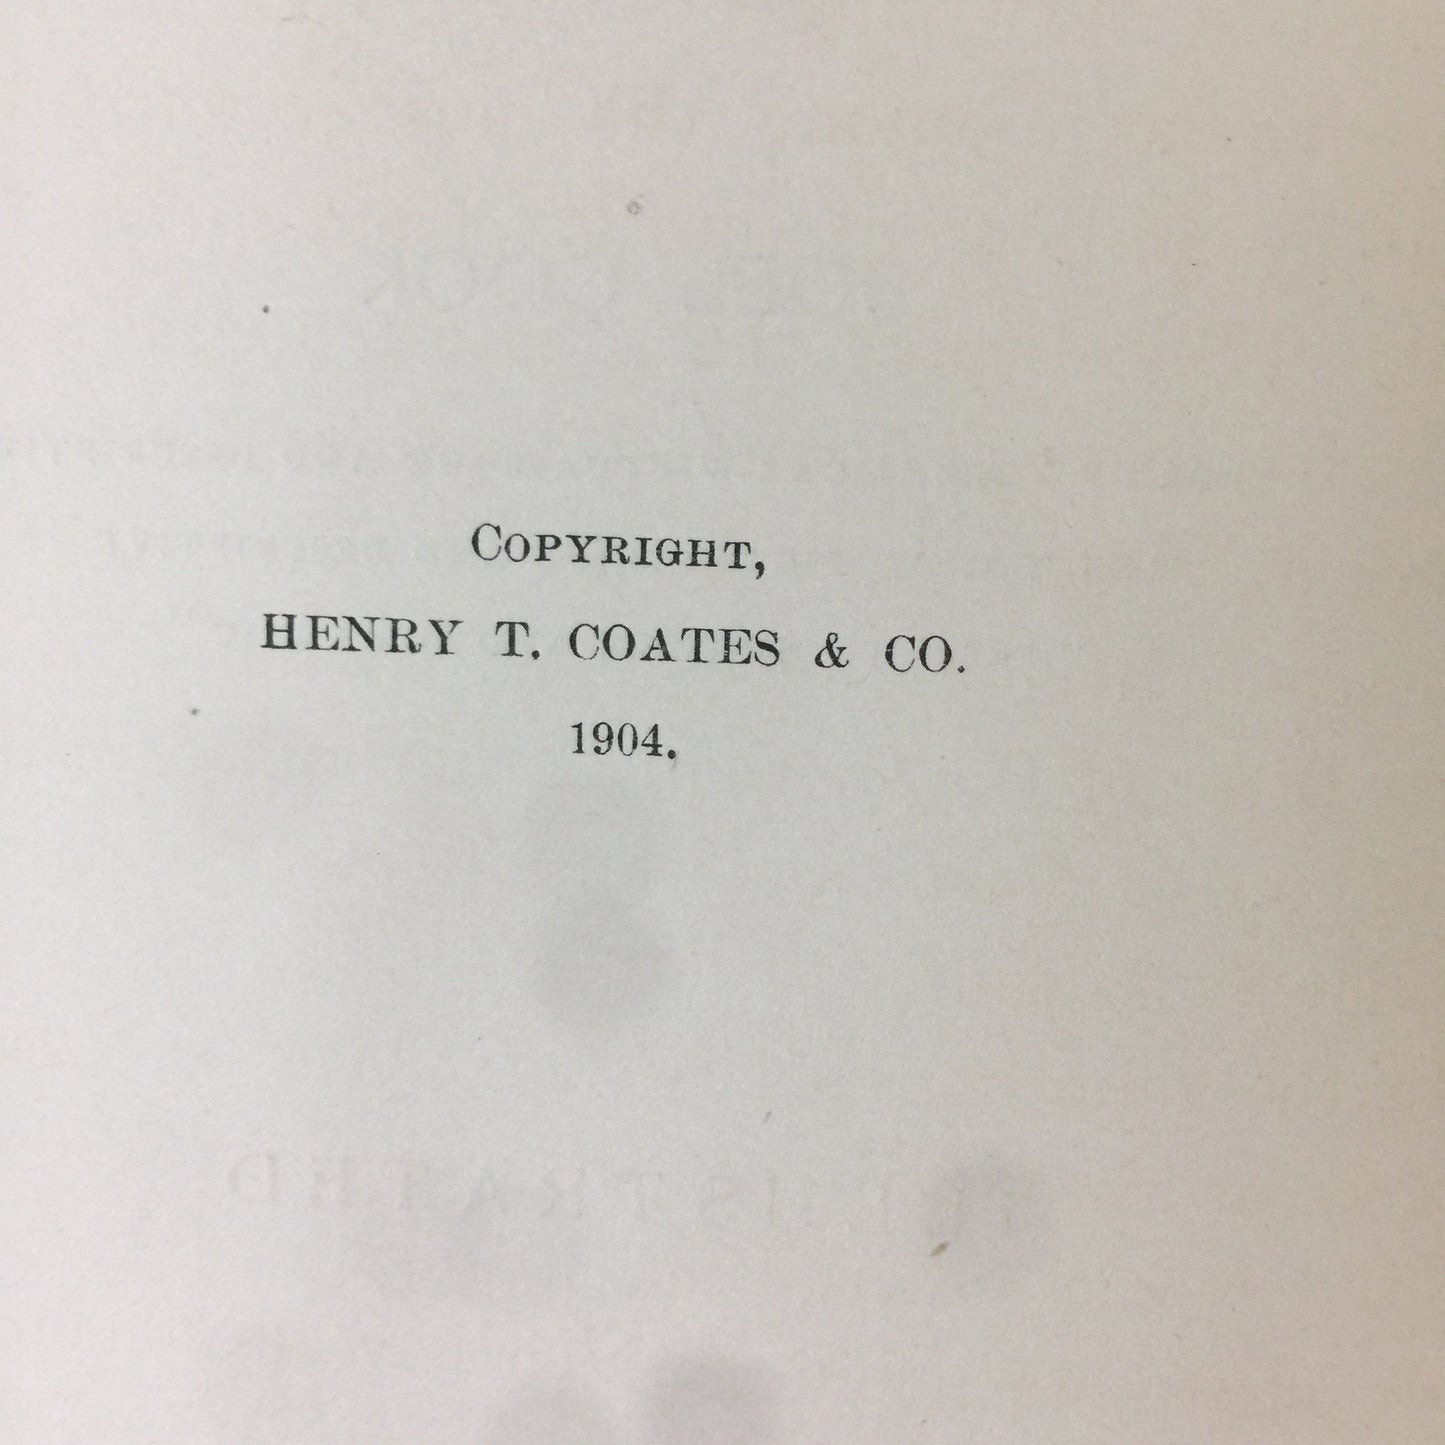 Copyright,
HENRY T. COATES & CO.
1904.